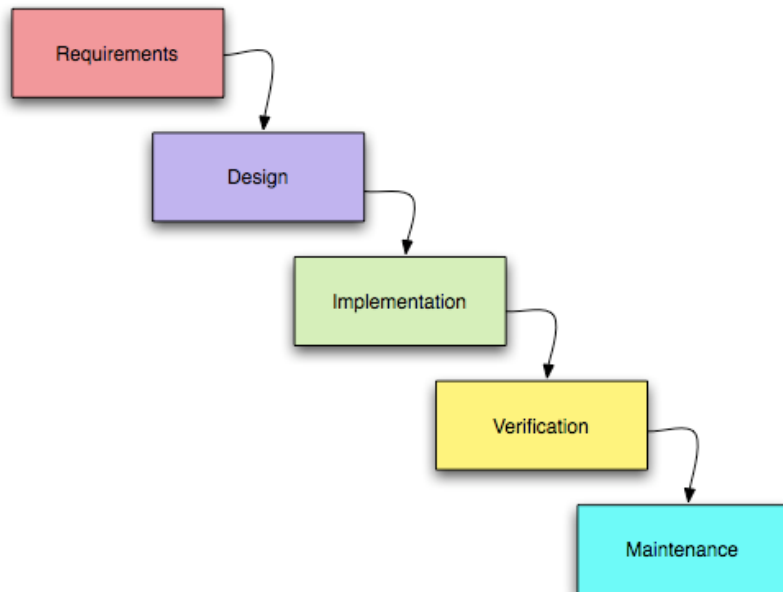 Requirements
Design
Implementation
Verification
Maintenance